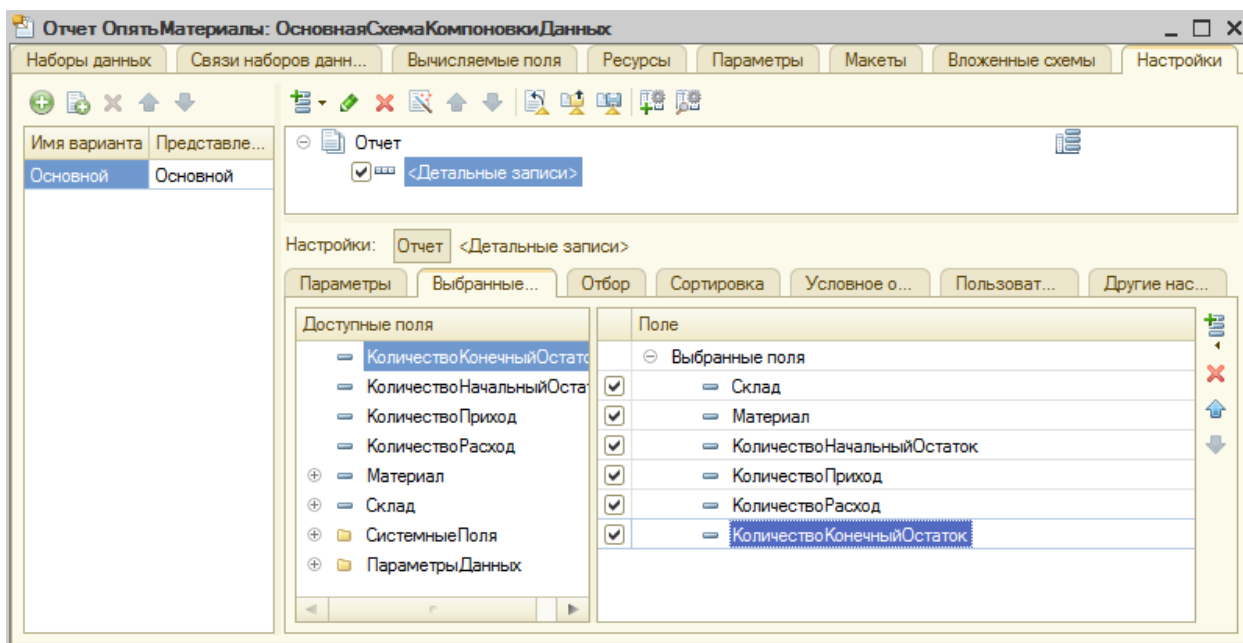 Отчет ОпятьМатериалы: ОсновнаяСхемаКомпоновкиДанных
Наборы данных Связи наборов данн... Вычисляемые поля Ресурсы Параметры Макеты Вложенные схемы Настройки
Имя варианта Представле...
Основной Основной
Отчет
<Детальные записи>
Настройки: Отчет <Детальные записи>
Параметры Выбранные... Отбор Сортировка Условное о... Пользоват... Другие нас...
Доступные поля Поле
КоличествоКонечныйОстато Выбранные поля
КоличествоНачальныйОстат Склад
КоличествоПриход Материал
КоличествоРасход КоличествоНачальныйОстаток
Материал КоличествоПриход
Склад КоличествоРасход
СистемныеПоля КоличествоКонечныйОстаток
ПараметрыДанных